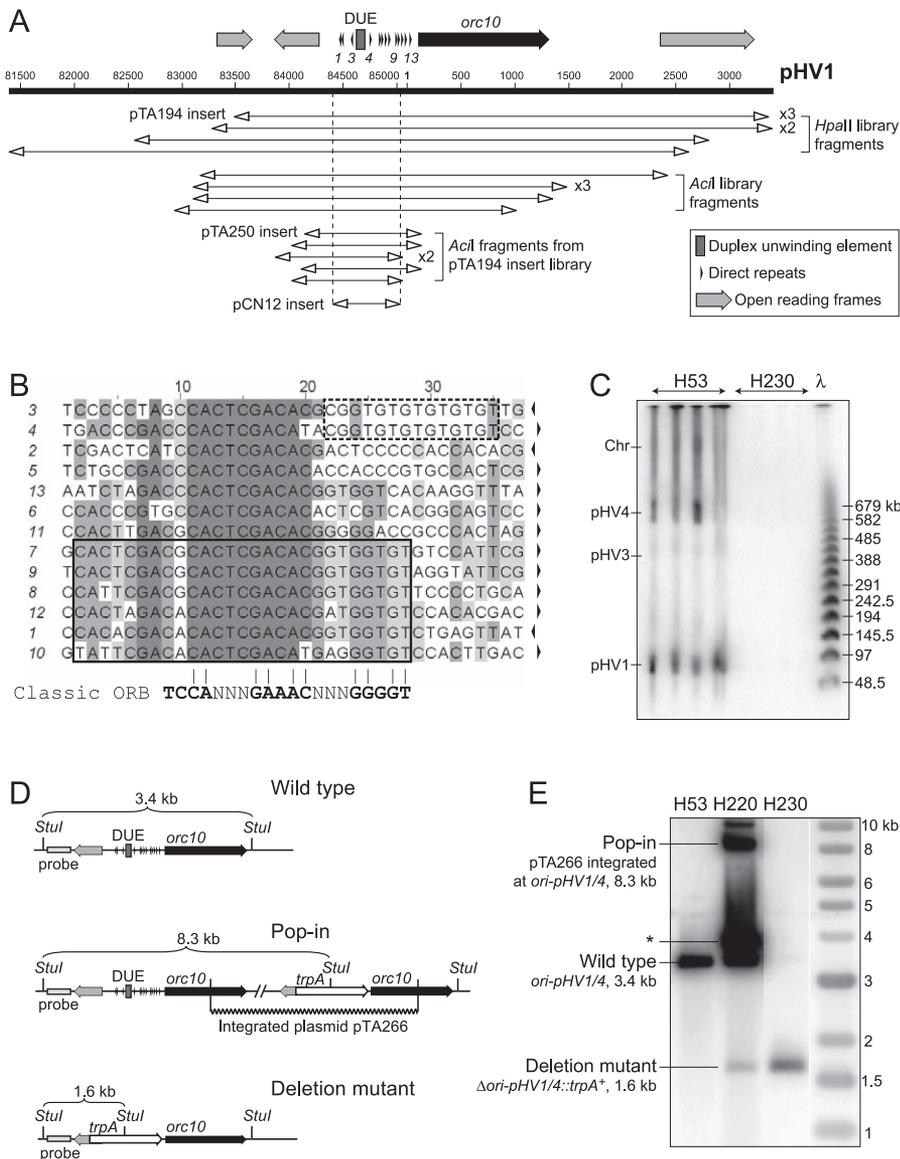 A
DUE
orc10
1 3 4 9 13
81500 82000 82500 83000 83500 84000 84500 85000 1 500 1000 1500 2000 2500 3000
pHV1
pTA194 insert
x3
x2
HpaII library
fragments
x3
AciI library
fragments
pTA250 insert
x2
AciI fragments from
pTA194 insert library
pCN12 insert
Duplex unwinding element
Direct repeats
Open reading frames
B
10 20 30
3 TCCCCCTAGCCACTCGACACGCGGTGTGTGTGTGTTG
4 TGACCCGACCCACTCGACACTACGGTGTGTGTGTGTCC
2 TCGACTCATCCACTCGACACGACTCCCCCACCACACG
5 TCTGCCGACCCACTCGACACACCACCCGTGCCACTCG
13 AATCTAGACCCACTCGACACGGTGGTCACAAGGTTTA
6 CCACCCGTGCCACTCGACACACTCGTCACGGCAGTCC
11 CCACTTGACGCACTCGACACGGGGGACCGCCCACTAG
7 GCACTCGACGCACTCGACACGGTGGTGTGTCCATTCG
9 TCACTCGACGCACTCGACACGGTGGTGTAGGTATTCG
8 CCATTCGACGCACTCGACACGGTGGTGTTCCCCTGCA
12 CCACTAGACACACTCGACACGATGGTGTCCACACGAC
1 CCACACGACACACTCGACACGGTGGGTGTCTGAGTTAT
10 GTATTCGACACACTCGACATGAGGGTGTCCACTTGAC
Classic ORB TCCANNNGAAACNNNGGGGT
C
H53 H230 λ
Chr
pHV4
pHV3
pHV1
679 kb
582
485
388
291
242.5
194
145.5
97
48.5
D
Wild type
3.4 kb
StuI StuI
DUE orc10
probe
Pop-in
8.3 kb
StuI StuI StuI
DUE orc10 trpA orc10
probe
Integrated plasmid pTA266
Deletion mutant
1.6 kb
StuI StuI StuI
trpA orc10
probe
E
H53 H220 H230
Pop-in
pTA266 integrated
at ori-pHV1/4, 8.3 kb
*
Wild type
ori-pHV1/4, 3.4 kb
Deletion mutant
Δori-pHV1/4::trpA+, 1.6 kb
10 kb
8
6
5
4
3
2
1.5
1